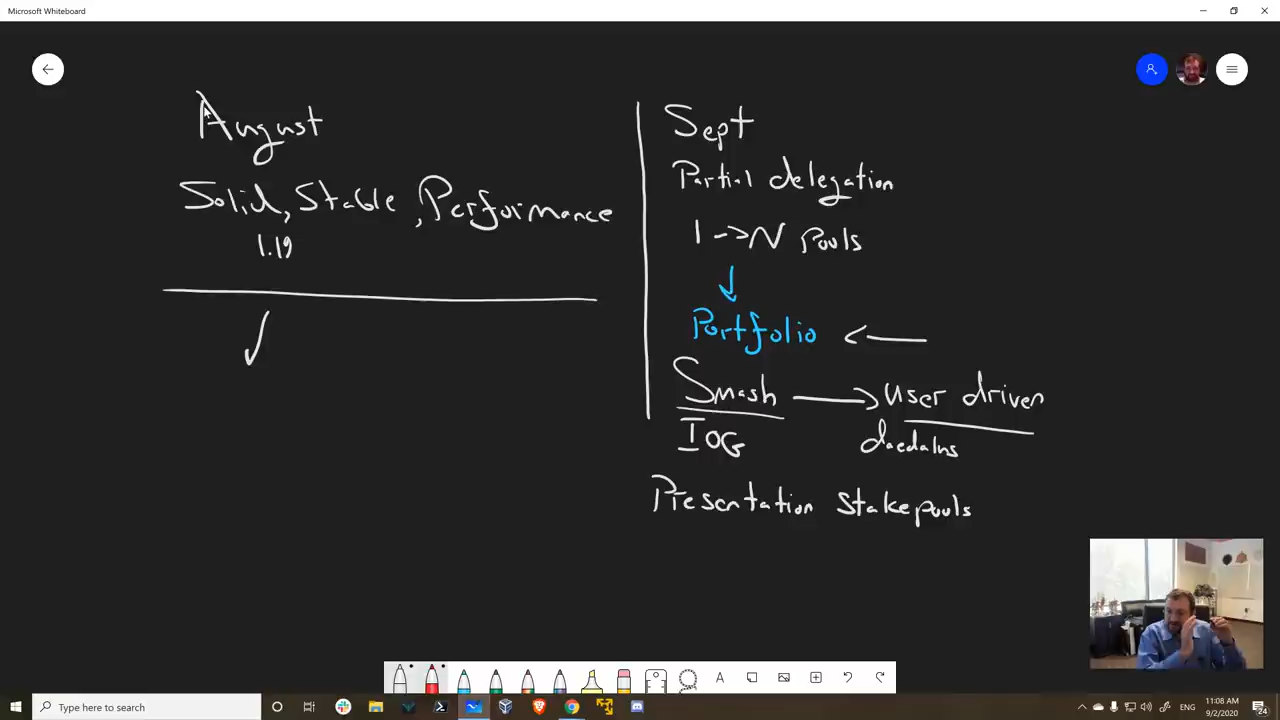 Microsoft Whiteboard
August
Solid, Stable, Performance
1.19
Sept
Partial delegation
1 -> N Pools
Portfolio
Smash → user driven
IOG daedalus
Presentation Stakepools
A
Type here to search
ENG
11:08 AM
9/2/2020
24